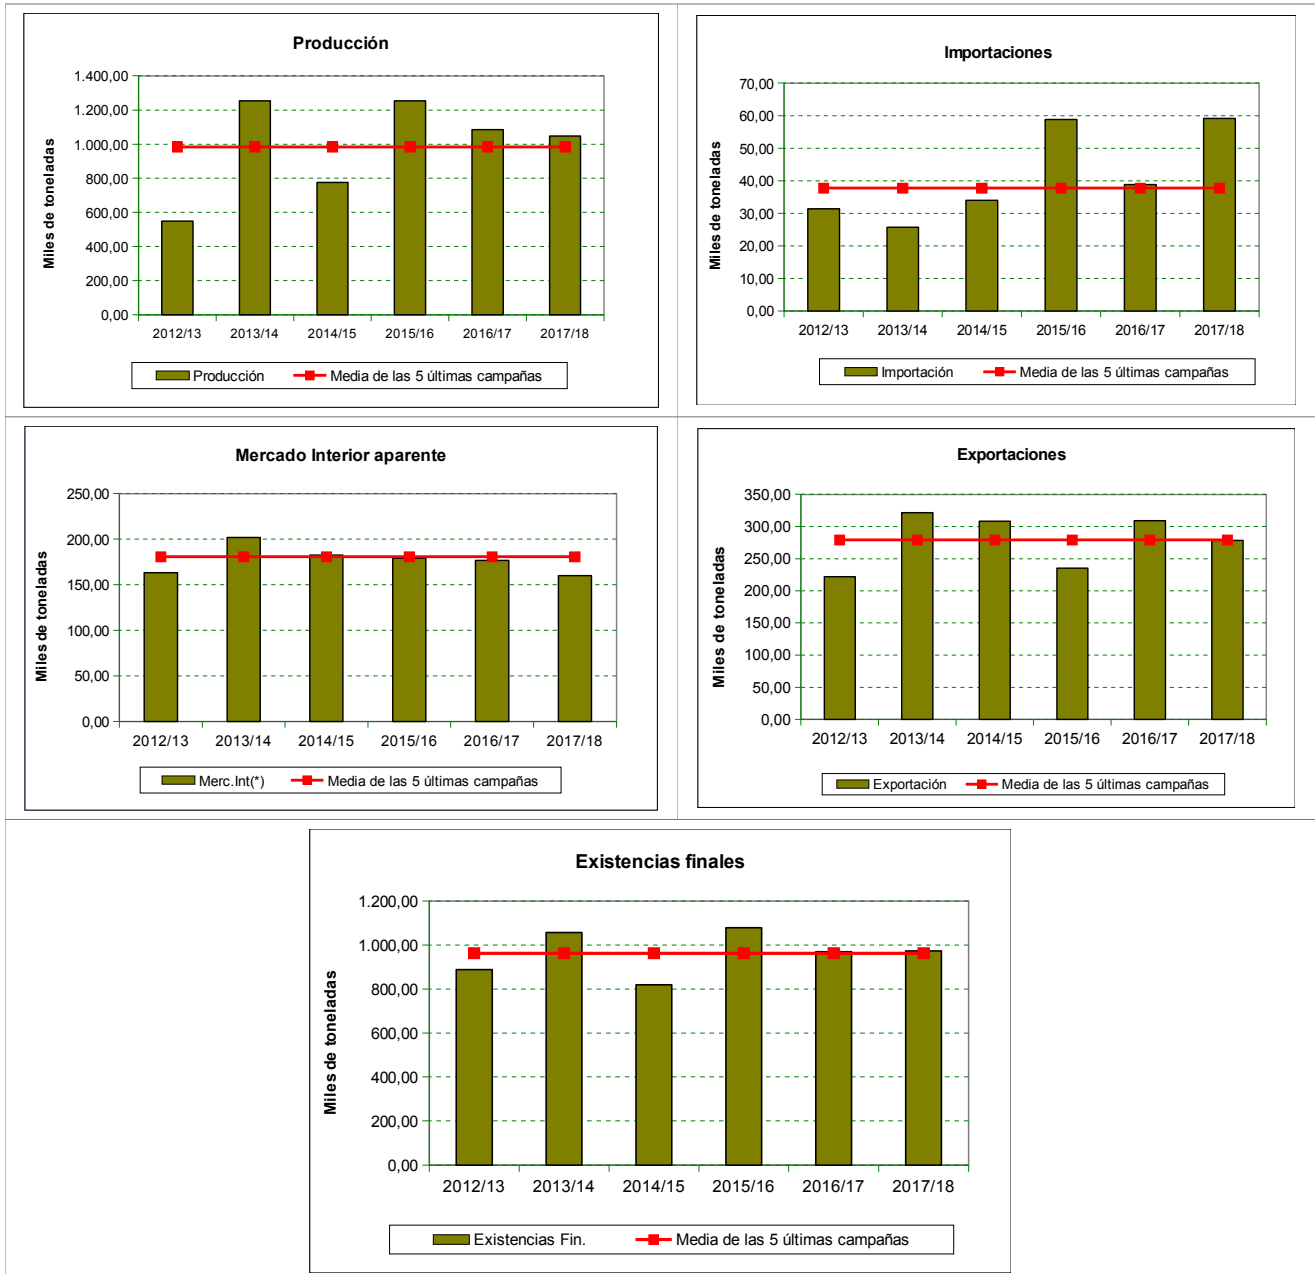 Producción
Miles de toneladas
1.400,00
1.200,00
1.000,00
800,00
600,00
400,00
200,00
0,00
2012/13 2013/14 2014/15 2015/16 2016/17 2017/18
Producción Media de las 5 últimas campañas
Importaciones
Miles de toneladas
70,00
60,00
50,00
40,00
30,00
20,00
10,00
0,00
2012/13 2013/14 2014/15 2015/16 2016/17 2017/18
Importación Media de las 5 últimas campañas
Mercado Interior aparente
Miles de toneladas
250,00
200,00
150,00
100,00
50,00
0,00
2012/13 2013/14 2014/15 2015/16 2016/17 2017/18
Merc.Int(*) Media de las 5 últimas campañas
Exportaciones
Miles de toneladas
350,00
300,00
250,00
200,00
150,00
100,00
50,00
0,00
2012/13 2013/14 2014/15 2015/16 2016/17 2017/18
Exportación Media de las 5 últimas campañas
Existencias finales
Miles de toneladas
1.200,00
1.000,00
800,00
600,00
400,00
200,00
0,00
2012/13 2013/14 2014/15 2015/16 2016/17 2017/18
Existencias Fin. Media de las 5 últimas campañas